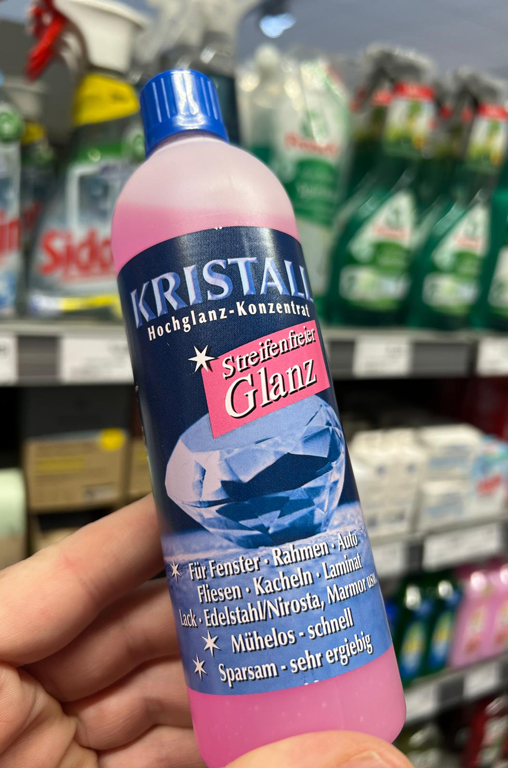 KRISTALL
Hochglanz-Konzentrat
Streifenfreier
Glanz
Für Fenster · Rahmen · Auto
Fliesen · Kacheln · Laminat
Lack · Edelstahl/Nirosta, Marmor usw.
Mühelos - schnell
Sparsam - sehr ergiebig